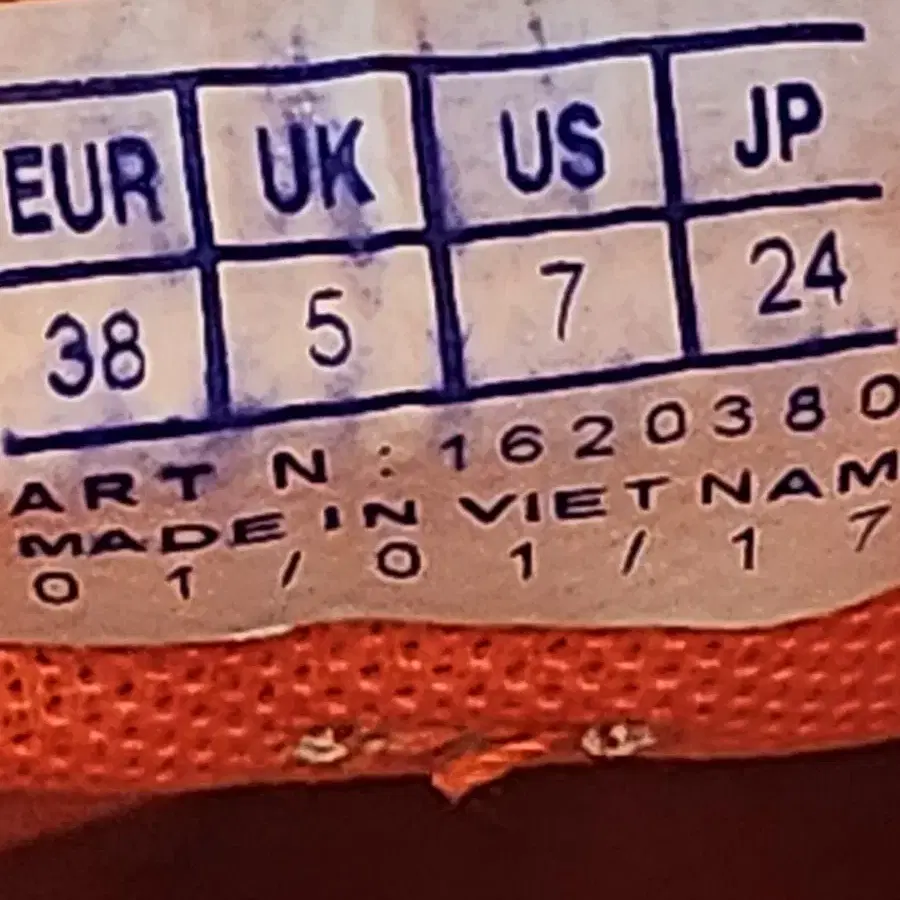 EUR UK US JP
38 5 7 24
ART N: 1620380
MADE IN VIETNAM
01/01/17